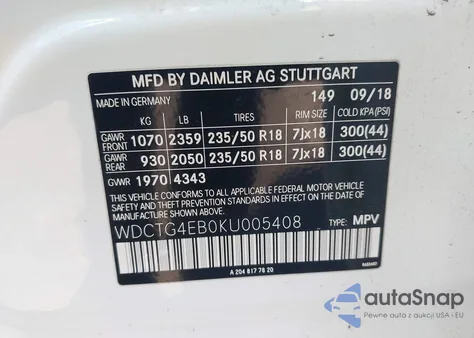 MFD BY DAIMLER AG STUTTGART
MADE IN GERMANY 149 09/18
KG LB TIRES RIM SIZE COLD KPA(PSI)
GAWR FRONT 1070 2359 235/50 R18 7Jx18 300(44)
GAWR REAR 930 2050 235/50 R18 7Jx18 300(44)
GVWR 1970 4343
THIS VEHICLE CONFORMS TO ALL APPLICABLE FEDERAL MOTOR VEHICLE
SAFETY AND THEFT PREVENTION STANDARDS IN EFFECT ON THE DATE OF
MANUFACTURE SHOWN ABOVE.
WDCTG4EB0KU005408 TYPE: MPV
A 204 817 78 20
autoSnap
Pewne auta z aukcji USA i EU